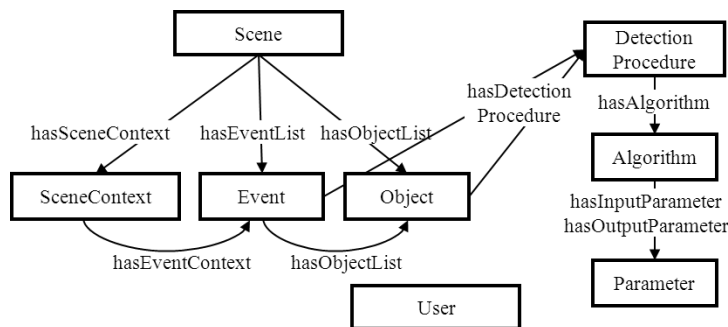 Scene
Detection
Procedure
hasDetection
Procedure
hasAlgorithm
hasSceneContext
hasEventList
hasObjectList
Algorithm
SceneContext
Event
Object
hasInputParameter
hasOutputParameter
hasEventContext
hasObjectList
Parameter
User